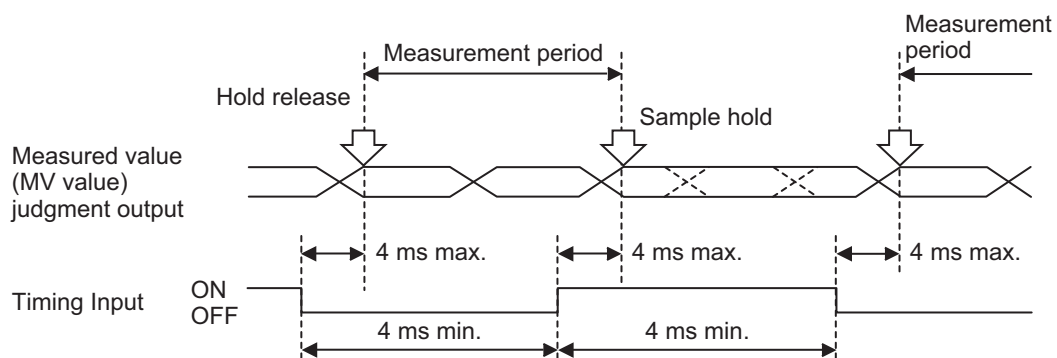 Measurement
period
Measurement period
Hold release
Sample hold
Measured value
(MV value)
judgment output
4 ms max.
4 ms max.
4 ms max.
Timing Input
ON
OFF
4 ms min.
4 ms min.